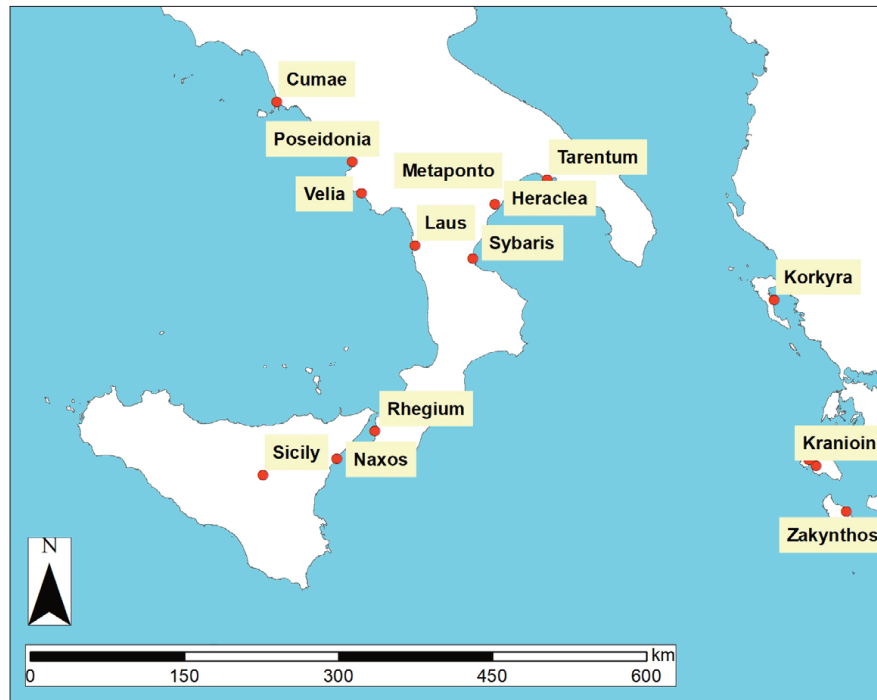 Cumae
Poseidonia
Tarentum
Metaponto
Velia
Heraclea
Laus
Sybaris
Korkyra
Rhegium
Kranioin
Sicily
Naxos
Zakynthos
N
km
0 150 300 450 600